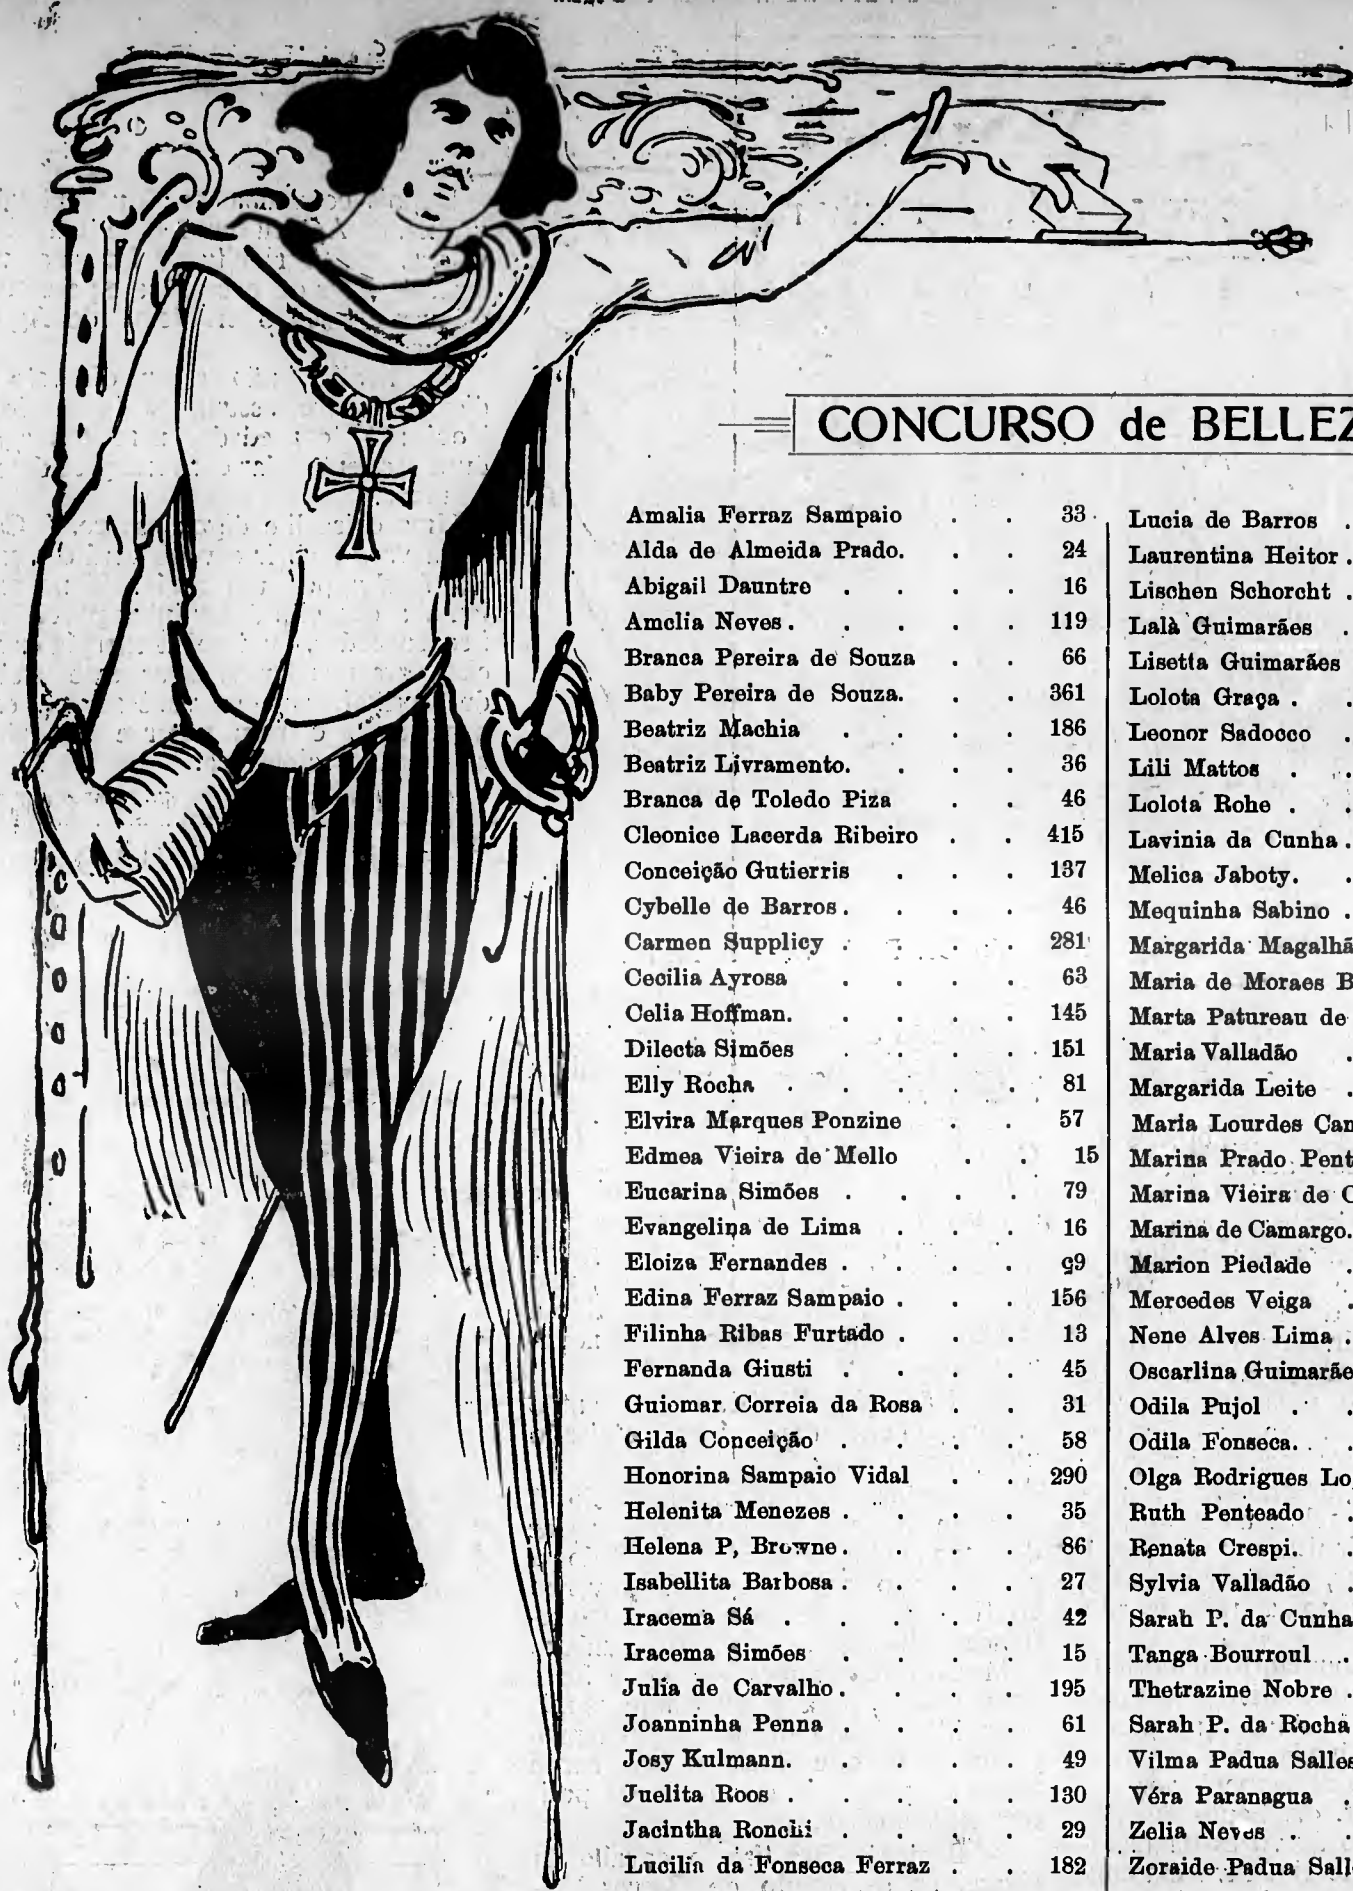 CONCURSO de BELLEZ
Amalia Ferraz Sampaio . . 33
Alda de Almeida Prado. . . 24
Abigail Dauntre . . . . 16
Amelia Neves. . . . . 119
Branca Pereira de Souza . . 66
Baby Pereira de Souza. . . 361
Beatriz Machia . . . . 186
Beatriz Livramento. . . . 36
Branca de Toledo Piza . . 46
Cleonice Lacerda Ribeiro . . 415
Conceição Gutierris . . . 137
Cybelle de Barros. . . . 46
Carmen Supplicy . . . . 281
Cecilia Ayrosa . . . . 63
Celia Hoffman. . . . . 145
Dilecta Simões . . . . 151
Elly Rocha . . . . . 81
Elvira Marques Ponzine . . 57
Edmea Vieira de Mello . . 15
Eucarina Simões . . . . 79
Evangelina de Lima . . . 16
Eloiza Fernandes . . . . 99
Edina Ferraz Sampaio . . . 156
Filinha Ribas Furtado . . . 13
Fernanda Giusti . . . . 45
Guiomar Correia da Rosa . . 31
Gilda Conceição . . . . 58
Honorina Sampaio Vidal . . 290
Helenita Menezes . . . . 35
Helena P, Browne. . . . 86
Isabellita Barbosa . . . . 27
Iracema Sá . . . . . 42
Iracema Simões . . . . 15
Julia de Carvalho. . . . 195
Joanninha Penna . . . . 61
Josy Kulmann. . . . . 49
Juelita Roos . . . . . 130
Jacintha Ronchi . . . . 29
Lucilia da Fonseca Ferraz . . 182
Lucia de Barros .
Laurentina Heitor .
Lischen Schorcht .
Lalà Guimarães .
Lisetta Guimarães
Lolota Graça . .
Leonor Sadocco .
Lili Mattos . .
Lolota Rohe . .
Lavinia da Cunha .
Melica Jaboty. .
Mequinha Sabino .
Margarida Magalhã
Maria de Moraes B
Marta Patureau de
Maria Valladão .
Margarida Leite .
Maria Lourdes Cam
Marina Prado Pent
Marina Vieira de C
Marina de Camargo.
Marion Piedade .
Mercedes Veiga .
Nene Alves Lima .
Oscarlina Guimarãe
Odila Pujol . .
Odila Fonseca. .
Olga Rodrigues Lo
Ruth Penteado .
Renata Crespi. .
Sylvia Valladão .
Sarah P. da Cunha
Tanga Bourroul .
Thetrazine Nobre .
Sarah P. da Rocha
Vilma Padua Salles
Véra Paranagua .
Zelia Neves . .
Zoraide Padua Sall